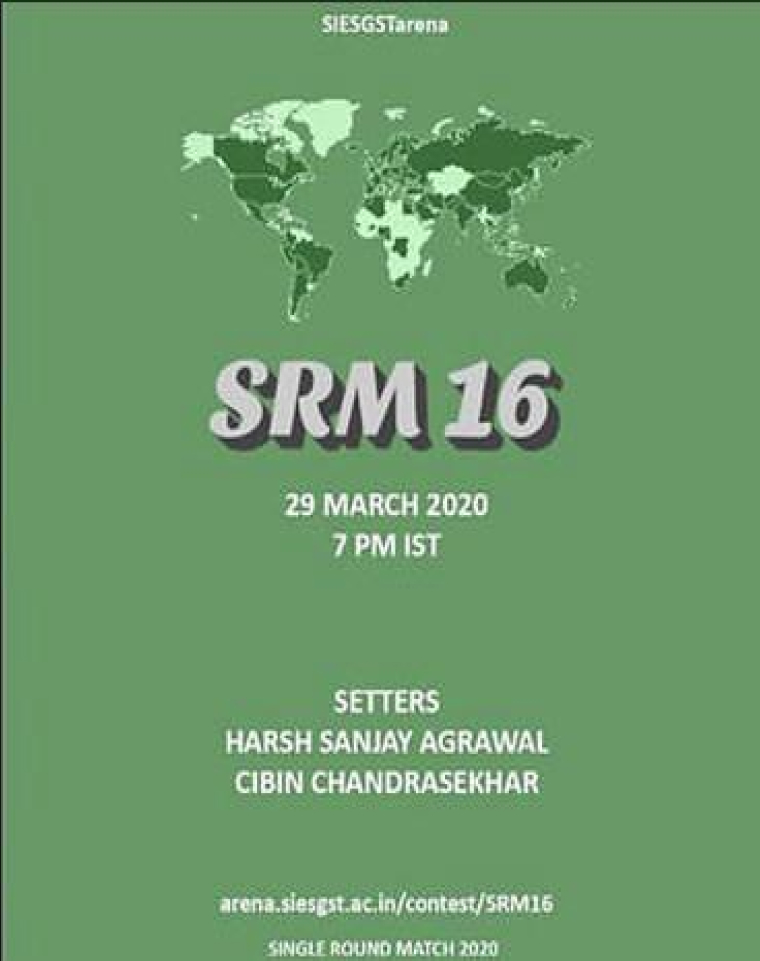 SIESGSTarena
SRM 16
29 MARCH 2020
7 PM IST
SETTERS
HARSH SANJAY AGRAWAL
CIBIN CHANDRASEKHAR
arena.siesgst.ac.in/contest/SRM16
SINGLE ROUND MATCH 2020